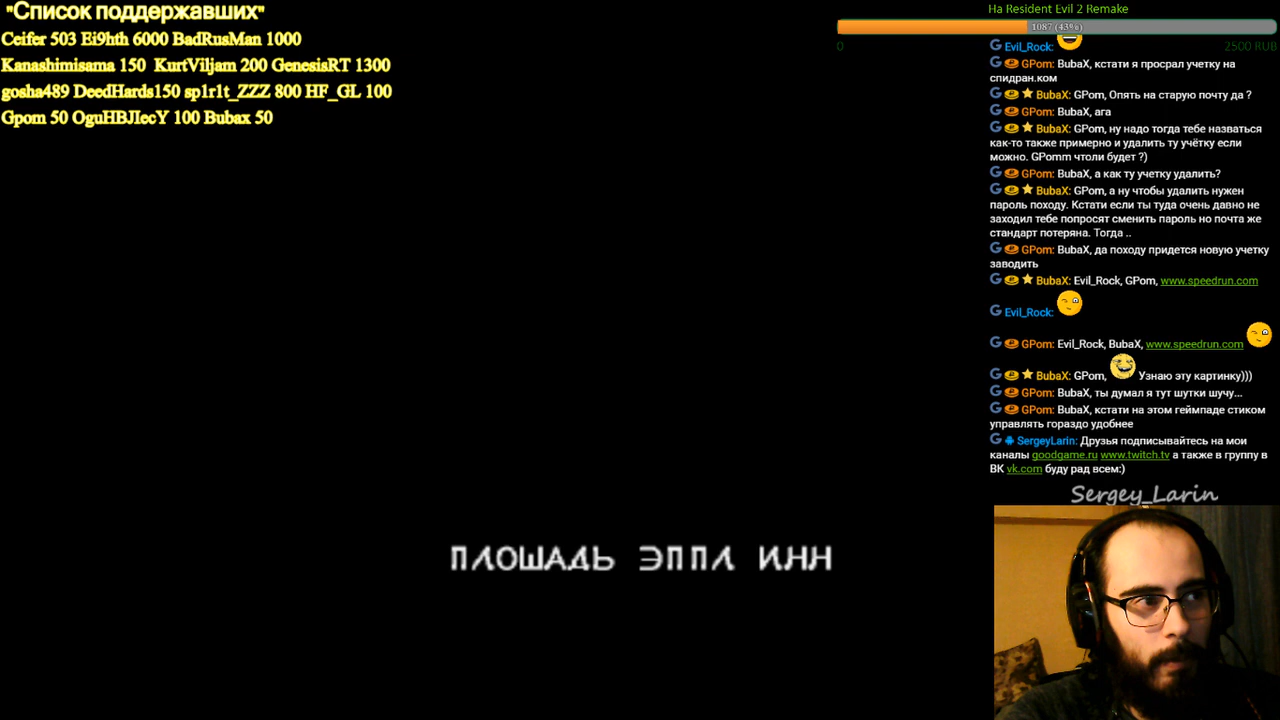 "Список поддержавших"
Ceifer 503 Ei9hth 6000 BadRusMan 1000
Kanashimisama 150 KurtViljam 200 GenesisRT 1300
gosha489 DeedHards150 sp1r1t_ZZZ 800 HF_GL 100
Gpom 50 OguHBJIecY 100 Bubax 50
На Resident Evil 2 Remake
1087 (43%)
0
2500 RUB
Evil_Rock:
GPom: BubaX, кстати я просрал учетку на
спидран.ком
BubaX: GPom, Опять на старую почту да ?
GPom: BubaX, ага
BubaX: GPom, ну надо тогда тебе назваться
как-то также примерно и удалить ту учётку если
можно. GPomm чтоли будет ?)
GPom: BubaX, а как ту учетку удалить?
BubaX: GPom, а ну чтобы удалить нужен
пароль походу. Кстати если ты туда очень давно не
заходил тебе попросят сменить пароль но почта же
стандарт потеряна. Тогда ..
GPom: BubaX, да походу придется новую учетку
заводить
BubaX: Evil_Rock, GPom, www.speedrun.com
Evil_Rock:
GPom: Evil_Rock, BubaX, www.speedrun.com
BubaX: GPom, Узнаю эту картинку)))
GPom: BubaX, ты думал я тут шутки шучу...
GPom: BubaX, кстати на этом геймпаде стиком
управлять гораздо удобнее
SergeyLarin: Друзья подписывайтесь на мои
каналы goodgame.ru www.twitch.tv а также в группу в
ВК vk.com буду рад всем:)
Sergey_Larin
ПЛОШАДЬ ЭППЛ ИНН